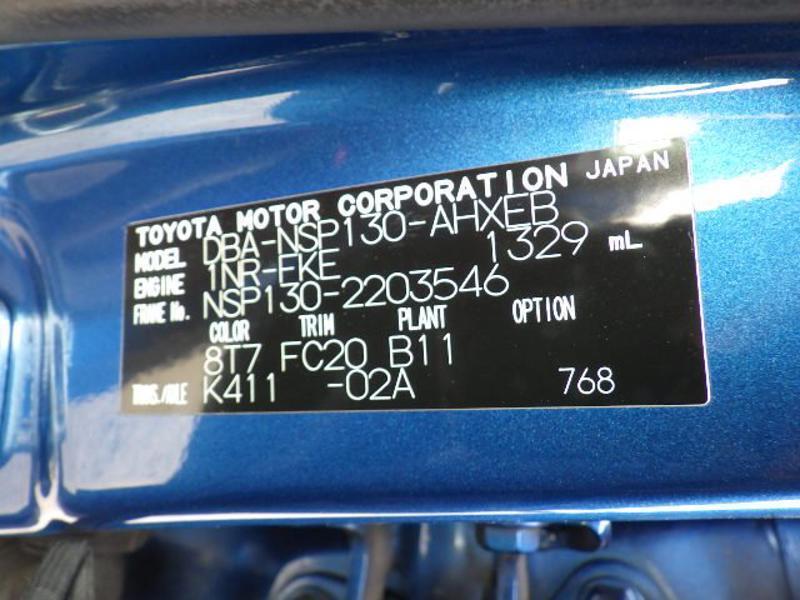 TOYOTA MOTOR CORPORATION JAPAN
MODEL DBA-NSP130-AHXEB
ENGINE 1NR-FKE 1329 mL
FRAME No. NSP130-2203546
COLOR TRIM PLANT OPTION
8T7 FC20 B11
TRNS./AXLE K411 -02A 768